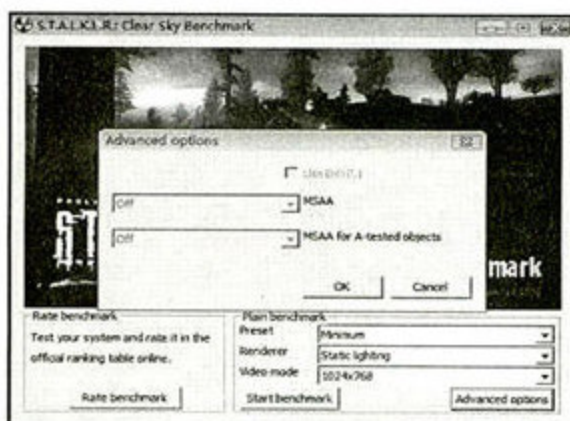 S.T.A.L.K.E.R.: Clear Sky Benchmark
Advanced options
Off MSAA
Off MSAA for A-tested objects
OK Cancel
S.T
mark
Rate benchmark
Test your system and rate it in the
official ranking table online.
Rate benchmark
Plain benchmark
Preset Minimum
Renderer Static lighting
Video mode 1024x768
Start benchmark Advanced options